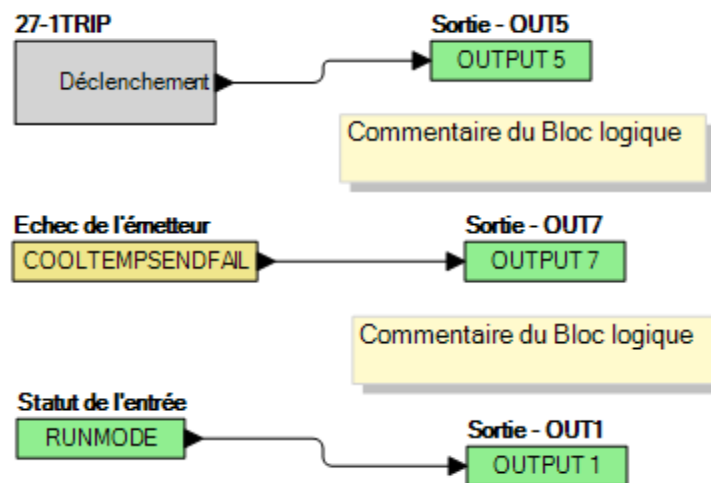 27-1TRIP
Sortie - OUT5
Déclenchement
OUTPUT 5
Commentaire du Bloc logique
Echec de l'émetteur
Sortie - OUT7
COOLTEMPSENDFAIL
OUTPUT 7
Commentaire du Bloc logique
Statut de l'entrée
RUNMODE
Sortie - OUT1
OUTPUT 1